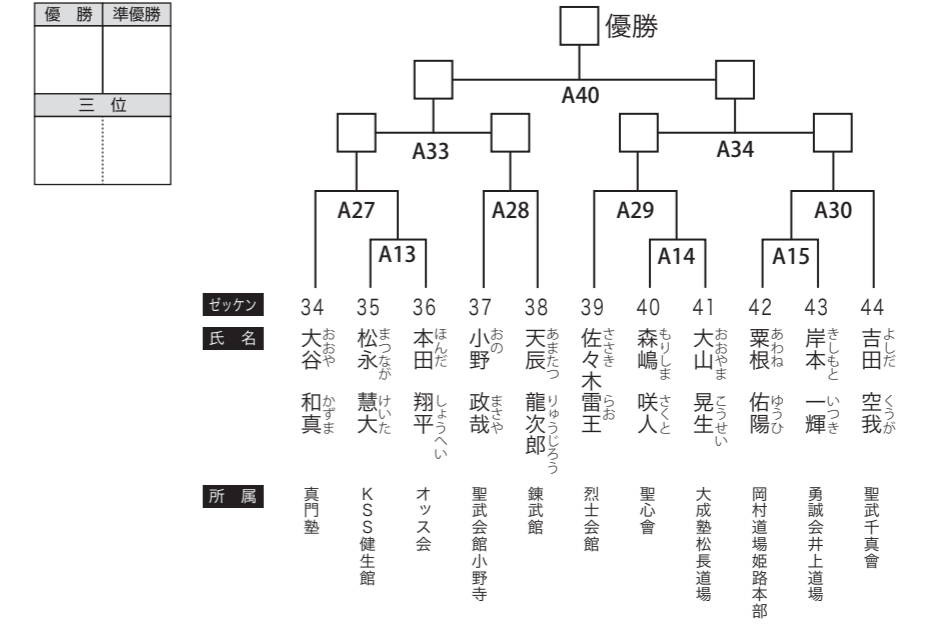 優 勝 準優勝
三 位
優勝
A40
A33 A34
A27 A28 A29 A30
A13 A14 A15
ゼッケン 34 35 36 37 38 39 40 41 42 43 44
氏 名
大谷 和真
おおや かずま
松永 慧大
まつなが けいた
本田 翔平
ほんだ しょうへい
小野 政哉
おの まさや
天辰 龍次郎
あまたつ りゅうじろう
佐々木 雷王
ささき らお
森嶋 咲人
もりしま さくと
大山 晃生
おおやま こうせい
粟根 佑陽
あわね ゆうひ
岸本 一輝
きしもと いつき
吉田 空我
よしだ くうが
所 属
真門塾
KSS健生館
オッス会
聖武会館小野寺
錬武館
烈士会館
聖心會
大成塾松長道場
岡村道場姫路本部
勇誠会井上道場
聖武千真會